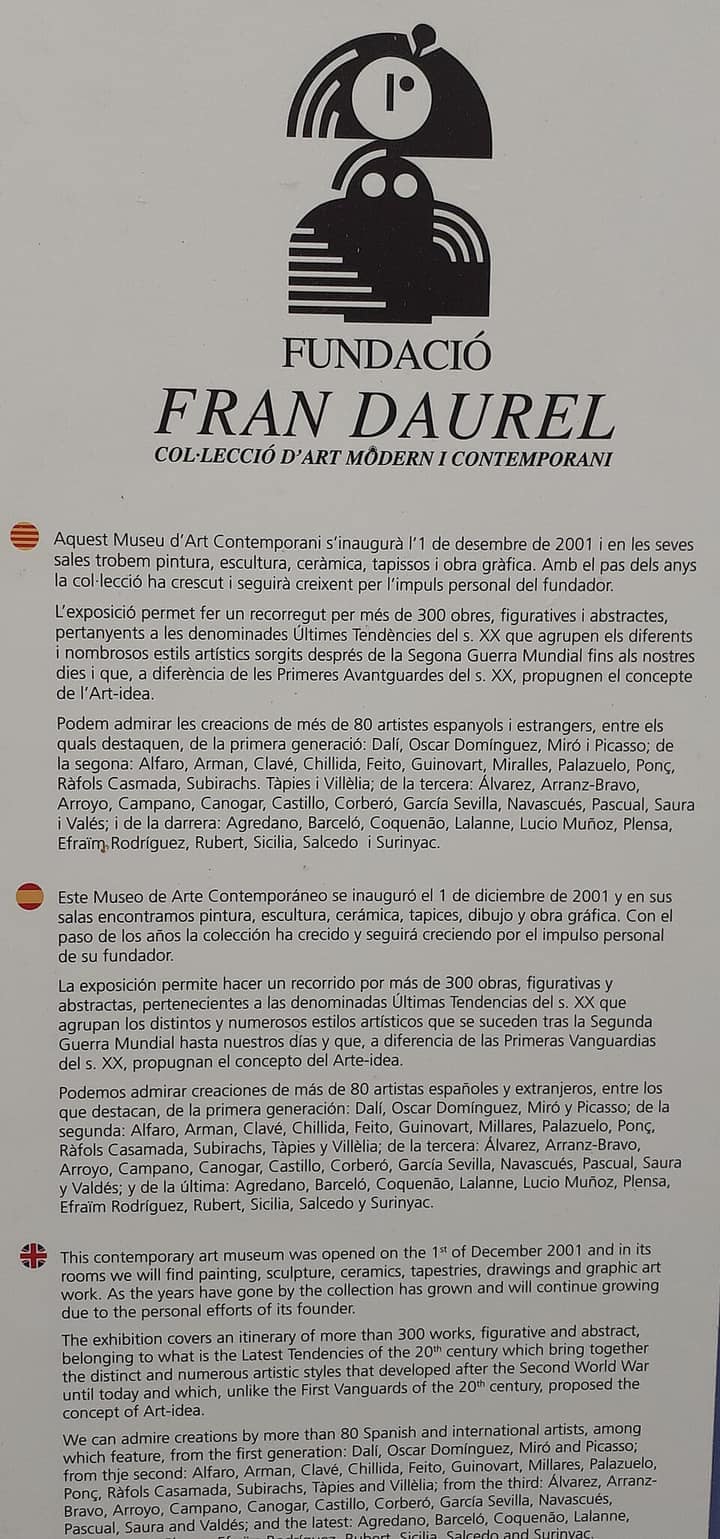 FUNDACIÓ
FRAN DAUREL
COL·LECCIÓ D'ART MODERN I CONTEMPORANI
Aquest Museu d'Art Contemporani s'inaugurà l'1 de desembre de 2001 i en les seves
sales trobem pintura, escultura, ceràmica, tapissos i obra gràfica. Amb el pas dels anys
la col·lecció ha crescut i seguirà creixent per l'impuls personal del fundador.
L'exposició permet fer un recorregut per més de 300 obres, figuratives i abstractes,
pertanyents a les denominades Últimes Tendències del s. XX que agrupen els diferents
i nombrosos estils artístics sorgits després de la Segona Guerra Mundial fins als nostres
dies i que, a diferència de les Primeres Avantguardes del s. XX, propugnen el concepte
de l'Art-idea.
Podem admirar les creacions de més de 80 artistes espanyols i estrangers, entre els
quals destaquen, de la primera generació: Dalí, Oscar Domínguez, Miró i Picasso; de
la segona: Alfaro, Arman, Clavé, Chillida, Feito, Guinovart, Miralles, Palazuelo, Ponç,
Ràfols Casmada, Subirachs. Tàpies i Villèlia; de la tercera: Álvarez, Arranz-Bravo,
Arroyo, Campano, Canogar, Castillo, Corberó, García Sevilla, Navascués, Pascual, Saura
i Valés; i de la darrera: Agredano, Barceló, Coquenão, Lalanne, Lucio Muñoz, Plensa,
Efraïm Rodríguez, Rubert, Sicilia, Salcedo i Surinyac.
Este Museo de Arte Contemporáneo se inauguró el 1 de diciembre de 2001 y en sus
salas encontramos pintura, escultura, cerámica, tapices, dibujo y obra gráfica. Con el
paso de los años la colección ha crecido y seguirá creciendo por el impulso personal
de su fundador.
La exposición permite hacer un recorrido por más de 300 obras, figurativas y
abstractas, pertenecientes a las denominadas Últimas Tendencias del s. XX que
agrupan los distintos y numerosos estilos artísticos que se suceden tras la Segunda
Guerra Mundial hasta nuestros días y que, a diferencia de las Primeras Vanguardias
del s. XX, propugnan el concepto del Arte-idea.
Podemos admirar creaciones de más de 80 artistas españoles y extranjeros, entre los
que destacan, de la primera generación: Dalí, Oscar Domínguez, Miró y Picasso; de la
segunda: Alfaro, Arman, Clavé, Chillida, Feito, Guinovart, Millares, Palazuelo, Ponç,
Ràfols Casamada, Subirachs, Tàpies y Villèlia; de la tercera: Álvarez, Arranz-Bravo,
Arroyo, Campano, Canogar, Castillo, Corberó, García Sevilla, Navascués, Pascual, Saura
y Valdés; y de la última: Agredano, Barceló, Coquenão, Lalanne, Lucio Muñoz, Plensa,
Efraïm Rodríguez, Rubert, Sicilia, Salcedo y Surinyac.
This contemporary art museum was opened on the 1st of December 2001 and in its
rooms we will find painting, sculpture, ceramics, tapestries, drawings and graphic art
work. As the years have gone by the collection has grown and will continue growing
due to the personal efforts of its founder.
The exhibition covers an itinerary of more than 300 works, figurative and abstract,
belonging to what is the Latest Tendencies of the 20th century which bring together
the distinct and numerous artistic styles that developed after the Second World War
until today and which, unlike the First Vanguards of the 20th century, proposed the
concept of Art-idea.
We can admire creations by more than 80 Spanish and international artists, among
which feature, from the first generation: Dalí, Oscar Domínguez, Miró and Picasso;
from thje second: Alfaro, Arman, Clavé, Chillida, Feito, Guinovart, Millares, Palazuelo,
Ponç, Ràfols Casamada, Subirachs, Tàpies and Villèlia; from the third: Álvarez, Arranz-
Bravo, Arroyo, Campano, Canogar, Castillo, Corberó, García Sevilla, Navascués,
Pascual, Saura and Valdés; and the latest: Agredano, Barceló, Coquenão, Lalanne,
Rubert, Sicilia, Salcedo and Surinyac.